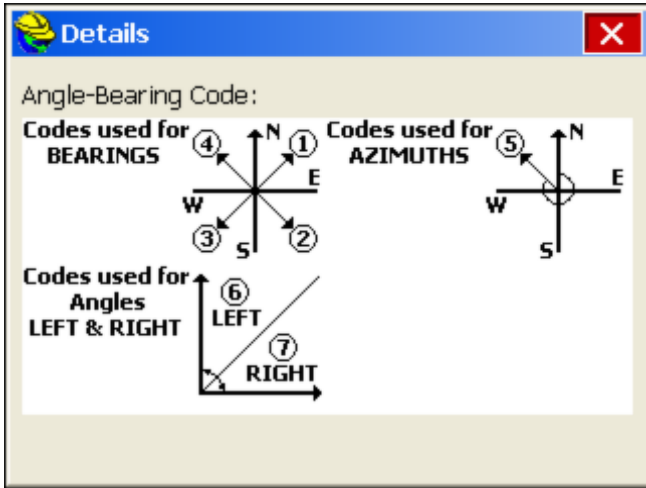 Details
Angle-Bearing Code:
Codes used for
BEARINGS
4
N
1
E
W
3
S
2
Codes used for
AZIMUTHS
5
N
E
W
S
Codes used for
Angles
LEFT & RIGHT
6
LEFT
7
RIGHT